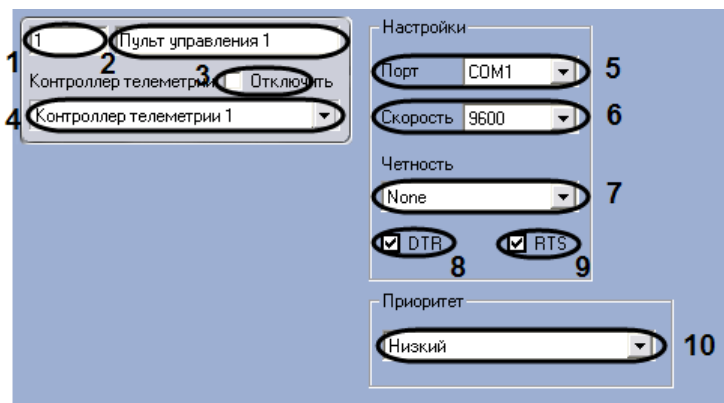 1 Пульт управления 1
1 2 3
Контроллер телеметрии Отключить
4 Контроллер телеметрии 1
Настройки
Порт COM1 5
Скорость 9600 6
Четность
None 7
DTR RTS
8 9
Приоритет
Низкий 10